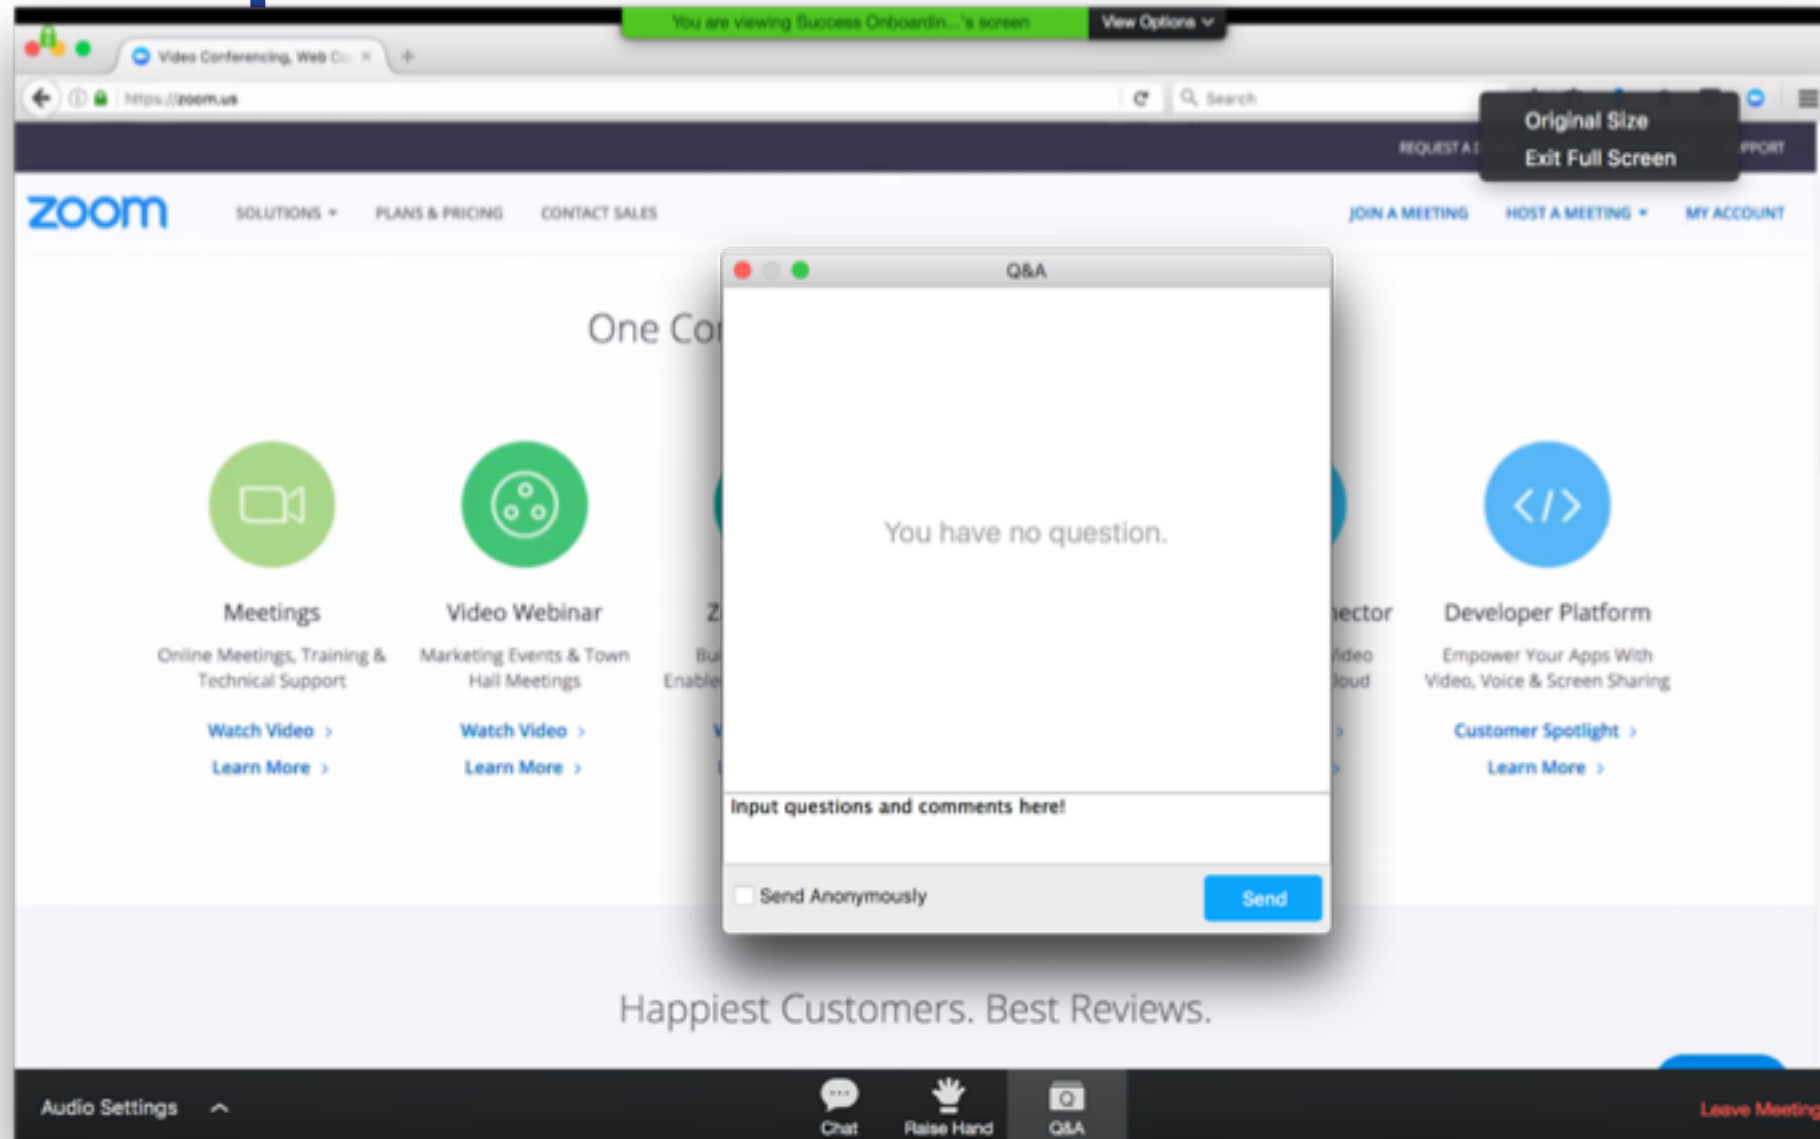 You are viewing Success Onboardin...'s screen
View Options
Video Conferencing, Web Co
https://zoom.us
Search
Original Size
Exit Full Screen
REQUEST A
zoom
SOLUTIONS
PLANS & PRICING
CONTACT SALES
JOIN A MEETING
HOST A MEETING
MY ACCOUNT
Q&A
One
You have no question.
Meetings
Video Webinar
Developer Platform
Online Meetings, Training &
Technical Support
Marketing Events & Town
Hall Meetings
Empower Your Apps With
Video, Voice & Screen Sharing
Watch Video >
Watch Video >
Customer Spotlight >
Learn More >
Learn More >
Learn More >
Input questions and comments here!
Send Anonymously
Send
Happiest Customers. Best Reviews.
Audio Settings
Chat
Raise Hand
Q
Q&A
Leave Meeting